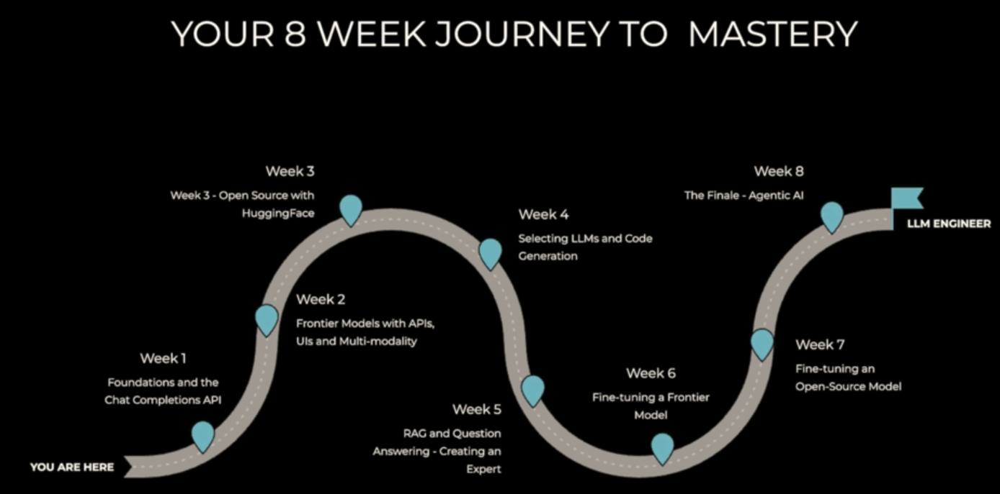 YOUR 8 WEEK JOURNEY TO MASTERY
YOU ARE HERE
Week 1
Foundations and the
Chat Completions API
Week 2
Frontier Models with APIs,
UIs and Multi-modality
Week 3
Week 3 - Open Source with
HuggingFace
Week 4
Selecting LLMs and Code
Generation
Week 5
RAG and Question
Answering - Creating an
Expert
Week 6
Fine-tuning a Frontier
Model
Week 7
Fine-tuning an
Open-Source Model
Week 8
The Finale - Agentic AI
LLM ENGINEER